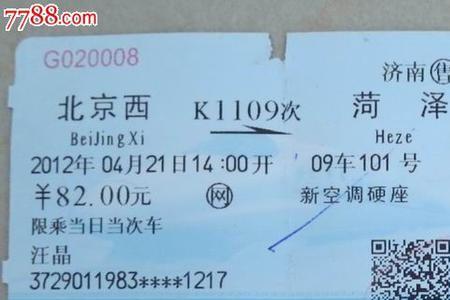 7788.com
G020008
济南㊝售
北京西 K1109次 菏泽
BeiJingXi Heze
2012年04月21日14:00开 09车101号
¥82.00元 网 新空调硬座
限乘当日当次车
汪晶
3729011983****1217